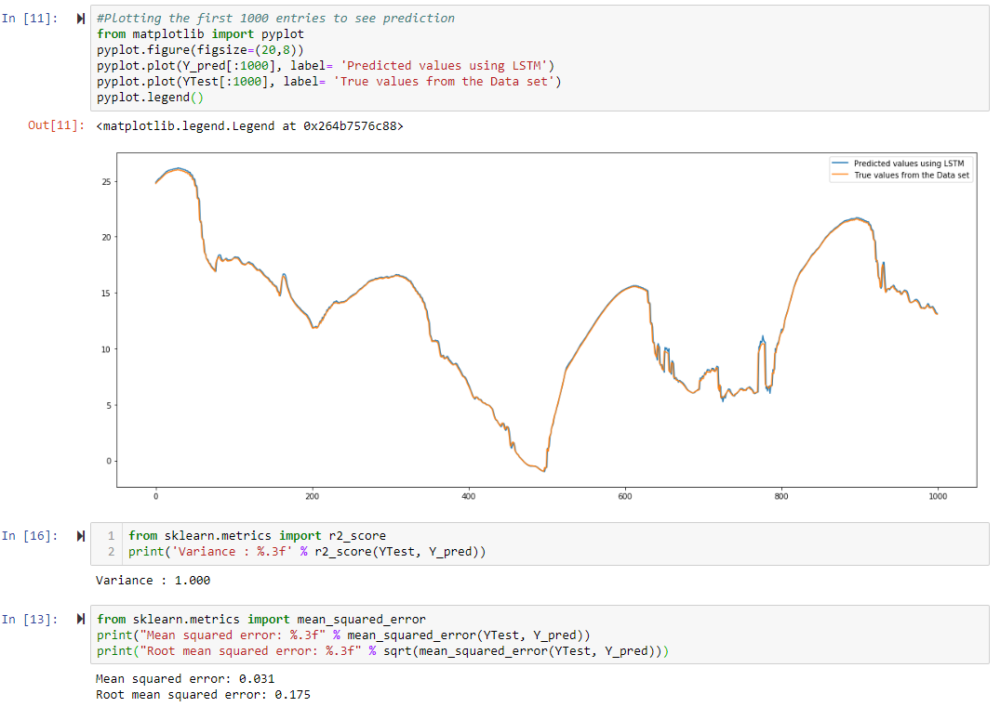 In [11]:
#Plotting the first 1000 entries to see prediction
from matplotlib import pyplot
pyplot.figure(figsize=(20,8))
pyplot.plot(Y_pred[:1000], label= 'Predicted values using LSTM')
pyplot.plot(YTest[:1000], label= 'True values from the Data set')
pyplot.legend()
Out[11]: <matplotlib.legend.Legend at 0x264b7576c88>
Predicted values using LSTM
True values from the Data set
25
20
15
10
5
0
0 200 400 600 800 1000
In [16]:
1 from sklearn.metrics import r2_score
2 print('Variance : %.3f' % r2_score(YTest, Y_pred))
Variance : 1.000
In [13]:
from sklearn.metrics import mean_squared_error
print("Mean squared error: %.3f" % mean_squared_error(YTest, Y_pred))
print("Root mean squared error: %.3f" % sqrt(mean_squared_error(YTest, Y_pred)))
Mean squared error: 0.031
Root mean squared error: 0.175